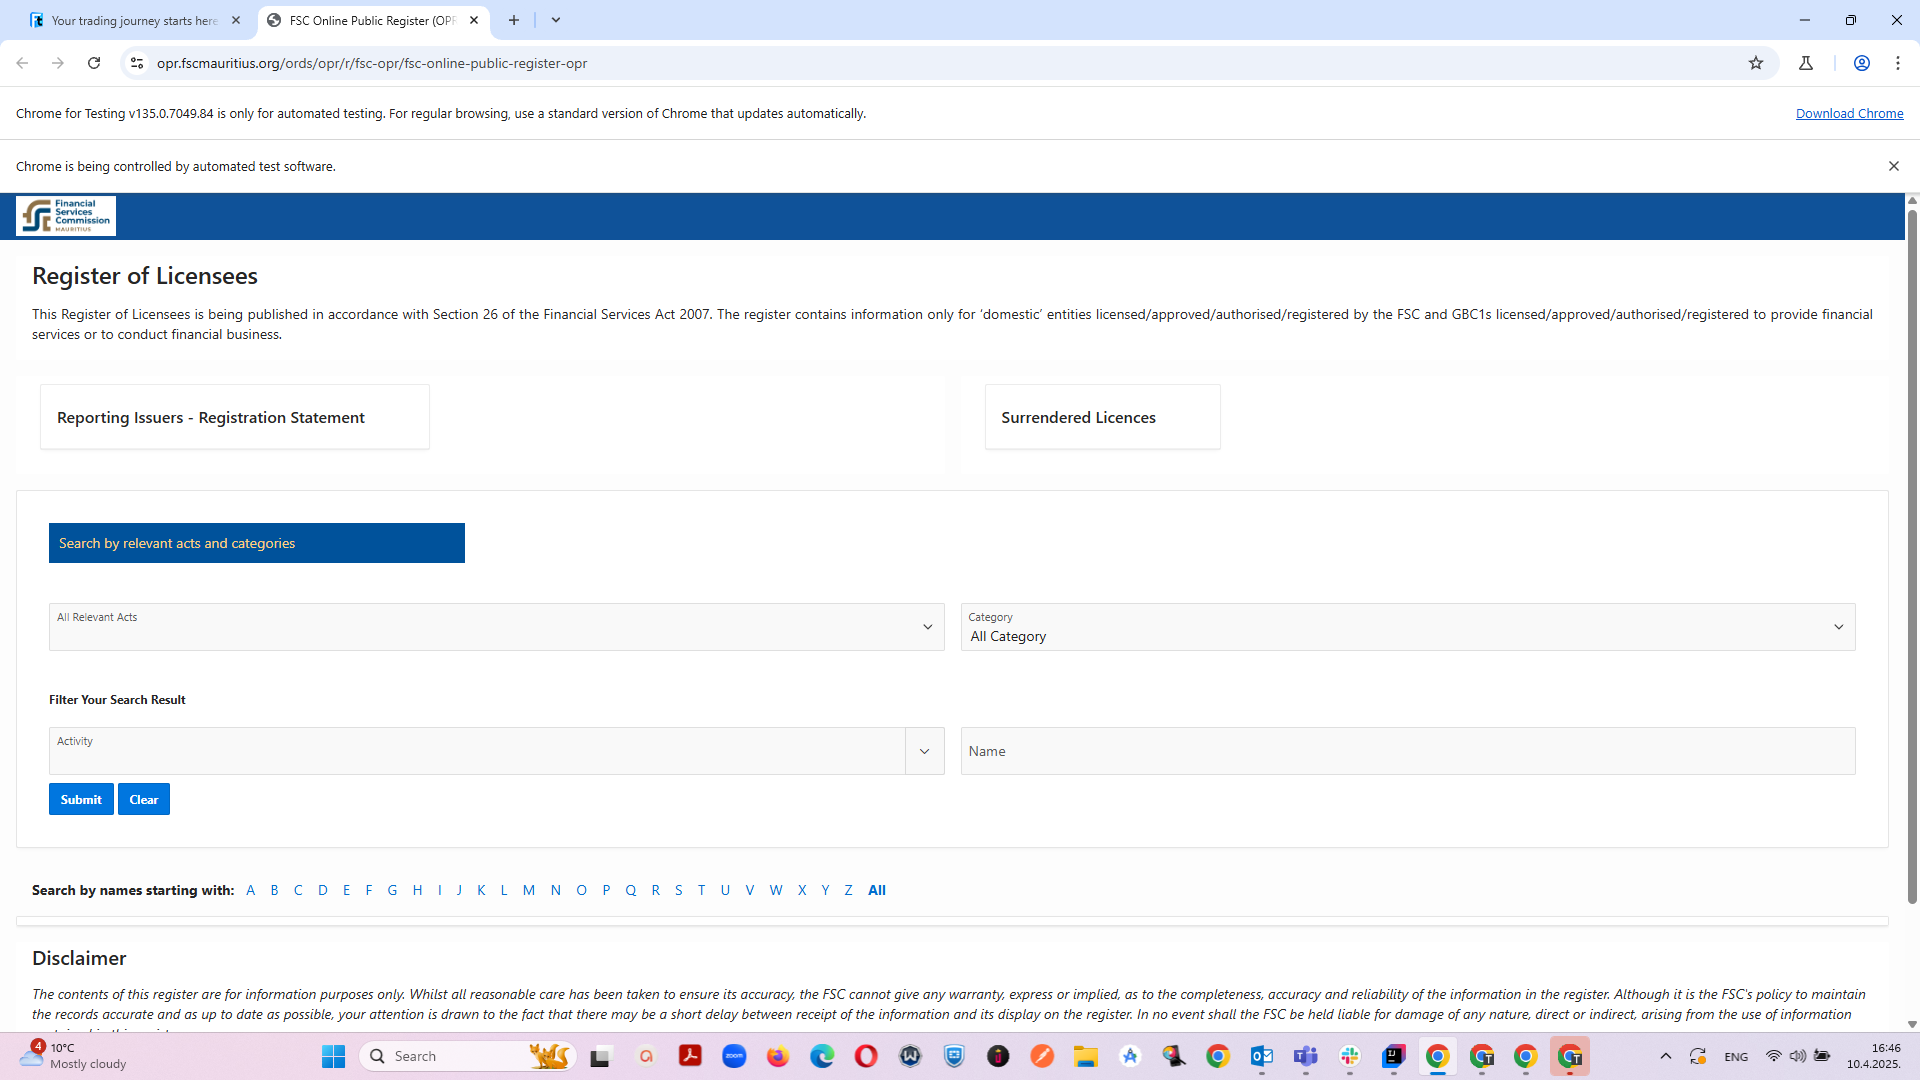 Your trading journey starts here
FSC Online Public Register (OPR
opr.fscmauritius.org/ords/opr/r/fsc-opr/fsc-online-public-register-opr
Chrome for Testing v135.0.7049.84 is only for automated testing. For regular browsing, use a standard version of Chrome that updates automatically.
Download Chrome
Chrome is being controlled by automated test software.
Financial
Services
Commission
MAURITIUS
Register of Licensees
This Register of Licensees is being published in accordance with Section 26 of the Financial Services Act 2007. The register contains information only for ‘domestic’ entities licensed/approved/authorised/registered by the FSC and GBC1s licensed/approved/authorised/registered to provide financial
services or to conduct financial business.
Reporting Issuers - Registration Statement
Surrendered Licences
Search by relevant acts and categories
All Relevant Acts
Category
All Category
Filter Your Search Result
Activity
Name
Submit
Clear
Search by names starting with: A B C D E F G H I J K L M N O P Q R S T U V W X Y Z All
Disclaimer
The contents of this register are for information purposes only. Whilst all reasonable care has been taken to ensure its accuracy, the FSC cannot give any warranty, express or implied, as to the completeness, accuracy and reliability of the information in the register. Although it is the FSC's policy to maintain
the records accurate and as up to date as possible, your attention is drawn to the fact that there may be a short delay between receipt of the information and its display on the register. In no event shall the FSC be held liable for damage of any nature, direct or indirect, arising from the use of information
4
10°C
Mostly cloudy
Search
zoom
ENG
16:46
10.4.2025.